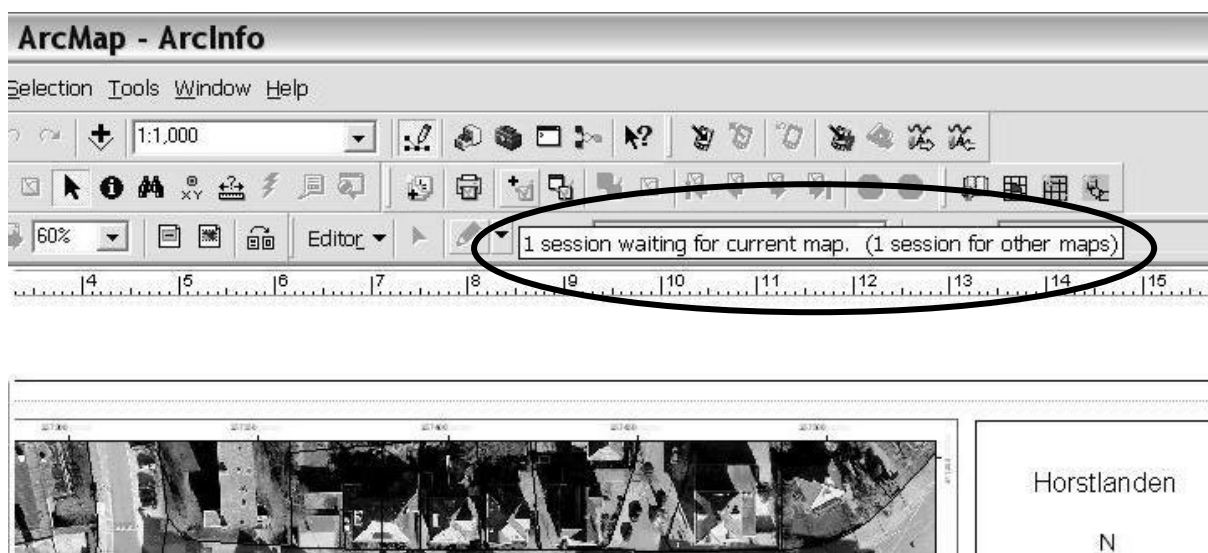 ArcMap - ArcInfo
Selection Tools Window Help
1:1,000
60% Editor
1 session waiting for current map. (1 session for other maps)
4 5 6 7 8 9 10 11 12 13 14 15
Horstlanden
N